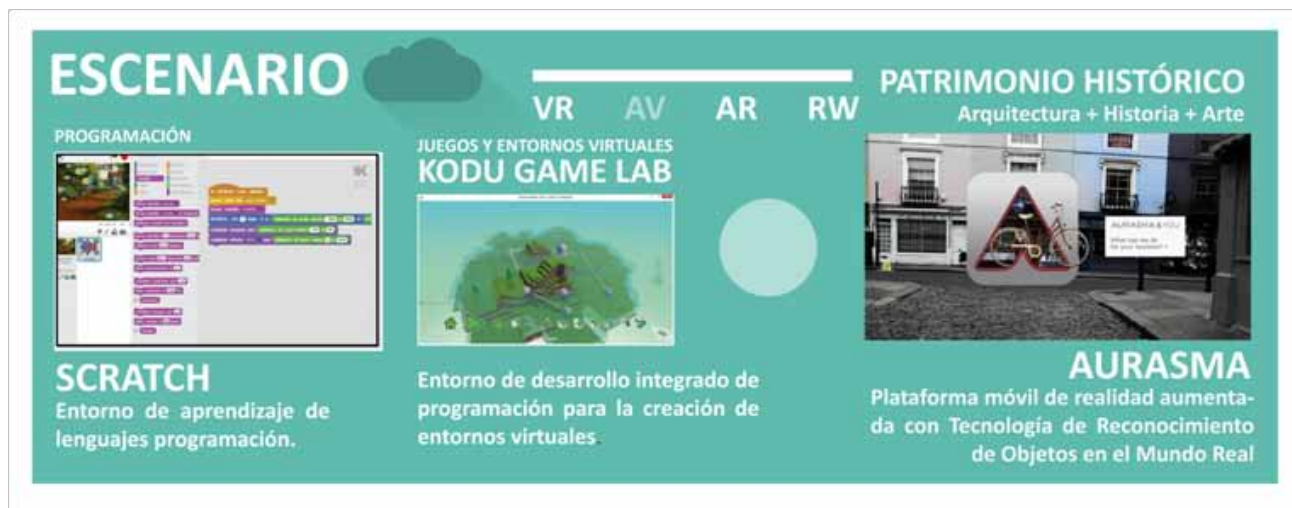 ESCENARIO
PROGRAMACIÓN
SCRATCH
Entorno de aprendizaje de
lenguajes programación.
VR AV AR RW
JUEGOS Y ENTORNOS VIRTUALES
KODU GAME LAB
Entorno de desarrollo integrado de
programación para la creación de
entornos virtuales.
PATRIMONIO HISTÓRICO
Arquitectura + Historia + Arte
AURASMA & YOU
AURASMA
Plataforma móvil de realidad aumenta-
da con Tecnología de Reconocimiento
de Objetos en el Mundo Real